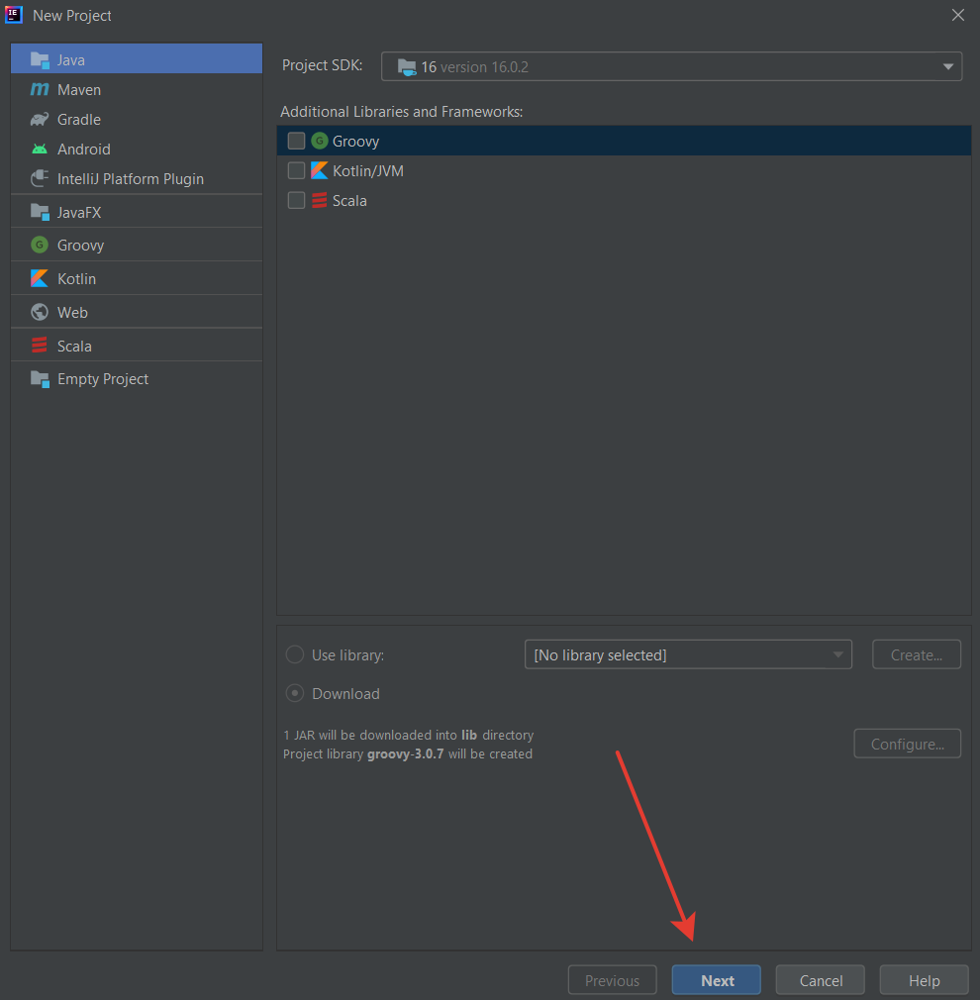 New Project
Java
Maven
Gradle
Android
IntelliJ Platform Plugin
JavaFX
Groovy
Kotlin
Web
Scala
Empty Project
Project SDK: 16 version 16.0.2
Additional Libraries and Frameworks:
Groovy
Kotlin/JVM
Scala
Use library: [No library selected] Create...
Download
1 JAR will be downloaded into lib directory
Project library groovy-3.0.7 will be created
Configure...
Previous Next Cancel Help